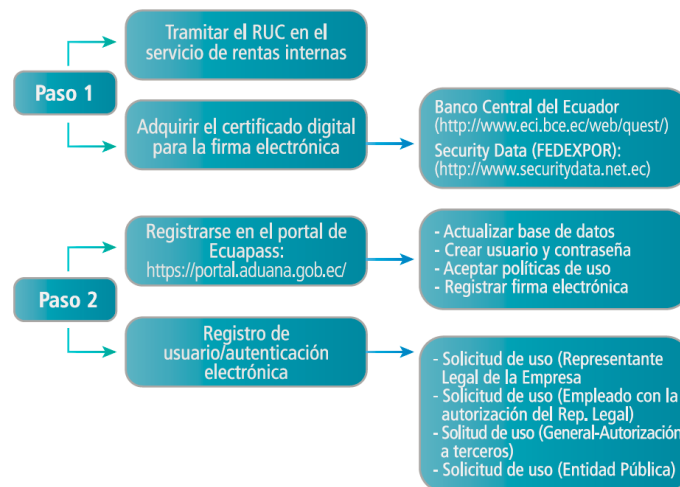 Tramitar el RUC en el
servicio de rentas internas
Paso 1
Adquirir el certificado digital
para la firma electrónica
Banco Central del Ecuador
(http://www.eci.bce.ec/web/quest/)
Security Data (FEDEXPOR):
(http://www.securitydata.net.ec)
Registrarse en el portal de
Ecuapass:
https://portal.aduana.gob.ec/
- Actualizar base de datos
- Crear usuario y contraseña
- Aceptar políticas de uso
- Registrar firma electrónica
Paso 2
Registro de
usuario/autenticación
electrónica
- Solicitud de uso (Representante
Legal de la Empresa
- Solicitud de uso (Empleado con la
autorización del Rep. Legal)
- Solitud de uso (General-Autorización
a terceros)
- Solicitud de uso (Entidad Pública)